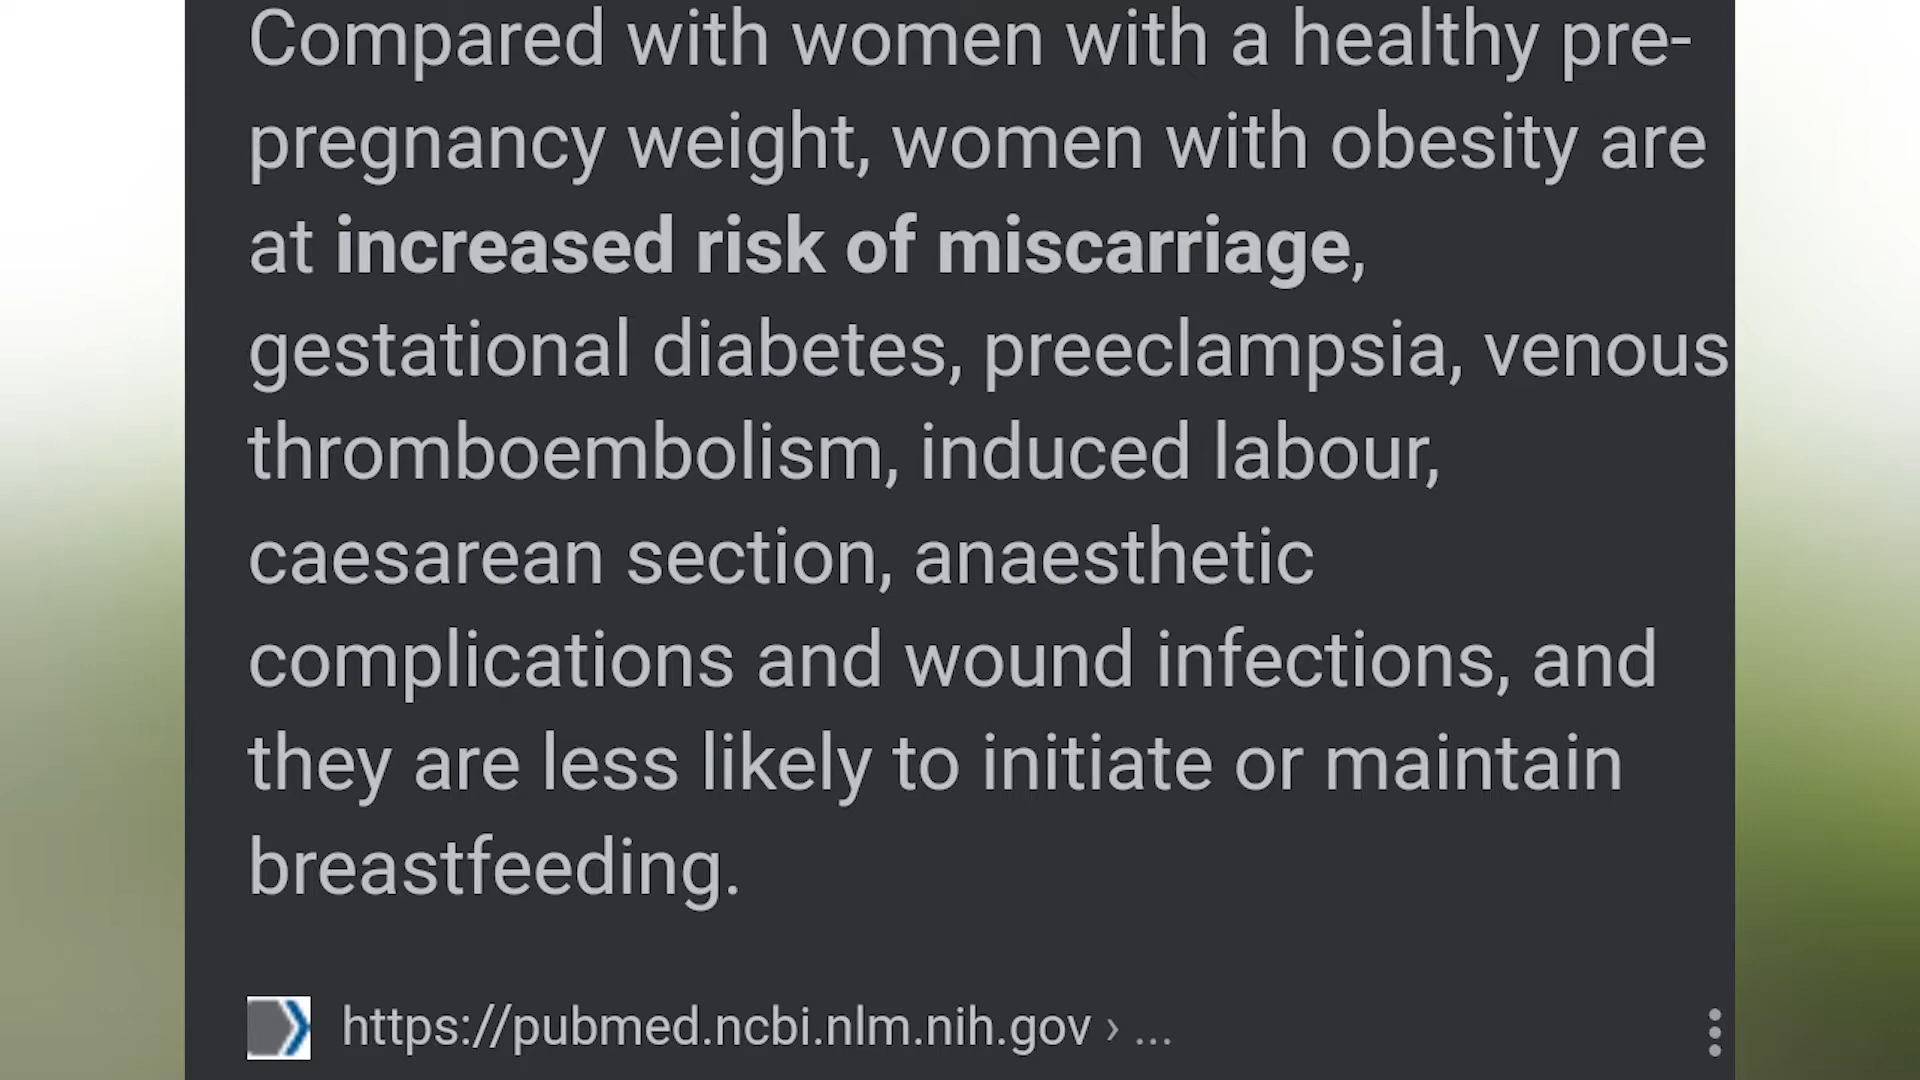 Compared with women with a healthy pre-
pregnancy weight, women with obesity are
at increased risk of miscarriage,
gestational diabetes, preeclampsia, venous
thromboembolism, induced labour,
caesarean section, anaesthetic
complications and wound infections, and
they are less likely to initiate or maintain
breastfeeding.
https://pubmed.ncbi.nlm.nih.gov › ...